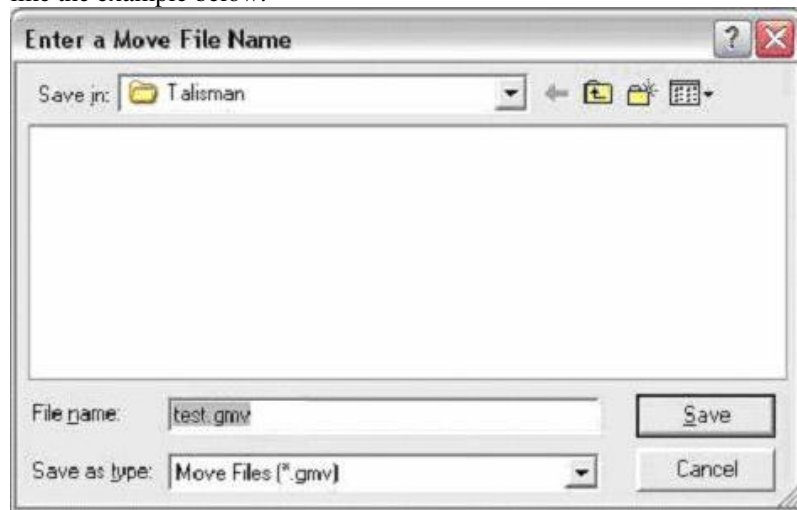 Enter a Move File Name
Save in: Talisman
File name: test.gmv Save
Save as type: Move Files (*.gmv) Cancel